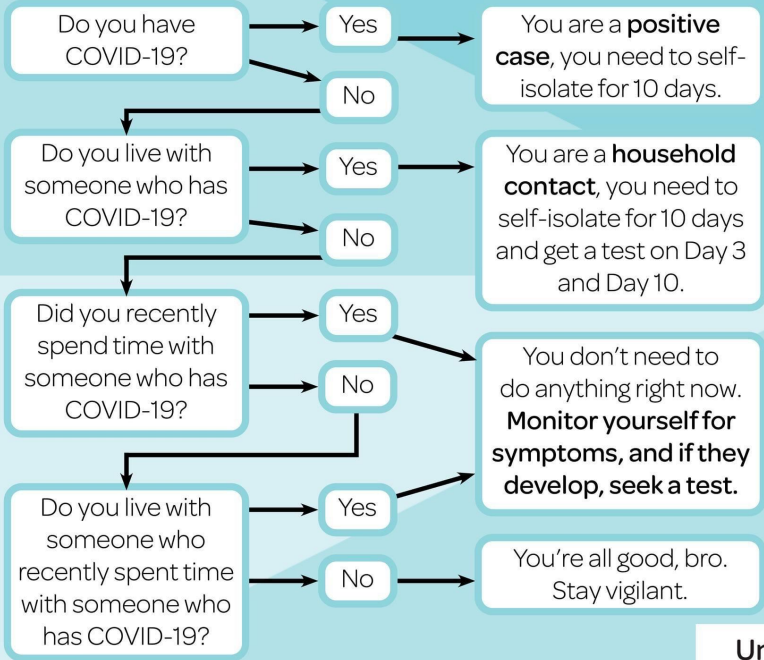 Do you have
COVID-19?
Yes
No
You are a positive
case, you need to self-
isolate for 10 days.
Do you live with
someone who has
COVID-19?
Yes
No
You are a household
contact, you need to
self-isolate for 10 days
and get a test on Day 3
and Day 10.
Did you recently
spend time with
someone who has
COVID-19?
Yes
No
You don't need to
do anything right now.
Monitor yourself for
symptoms, and if they
develop, seek a test.
Do you live with
someone who
recently spent time
with someone who
has COVID-19?
Yes
No
You're all good, bro.
Stay vigilant.